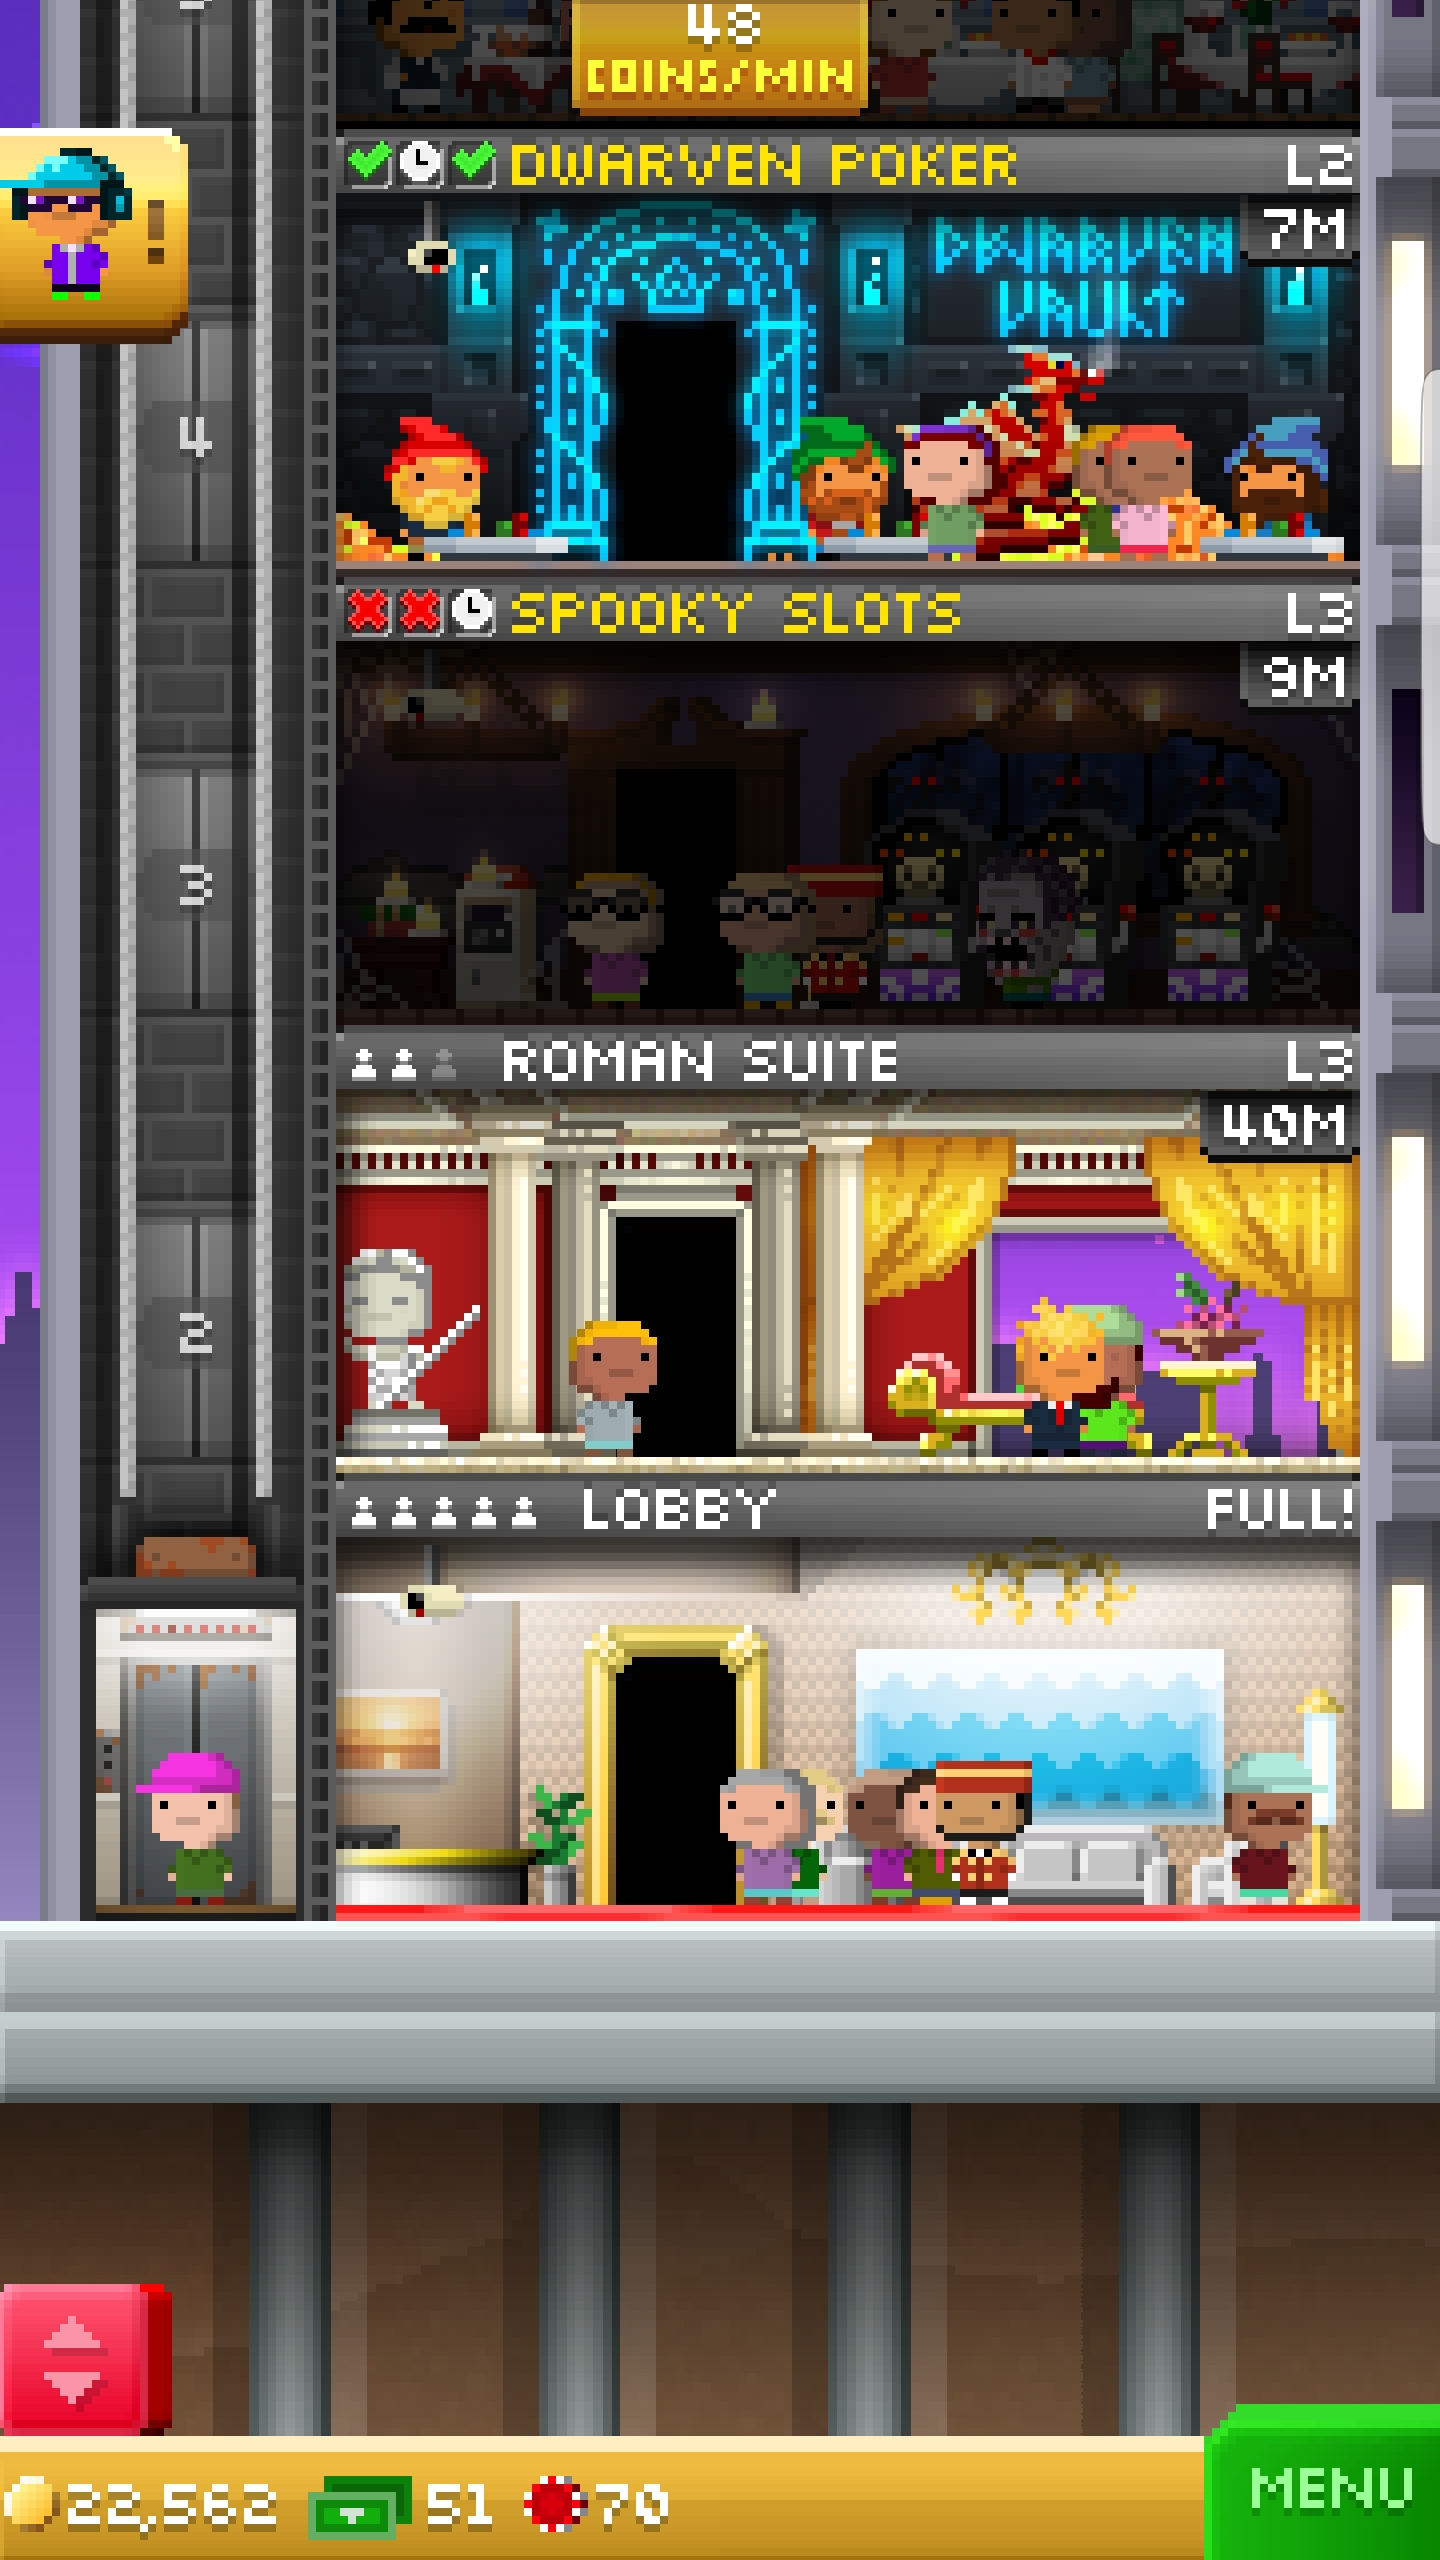 48
COINS/MIN
DWARVEN POKER L2
7M
DWARVEN
VAULT
4
SPOOKY SLOTS L3
9M
3
ROMAN SUITE L3
40M
2
LOBBY FULL!
22,562 51 70
MENU